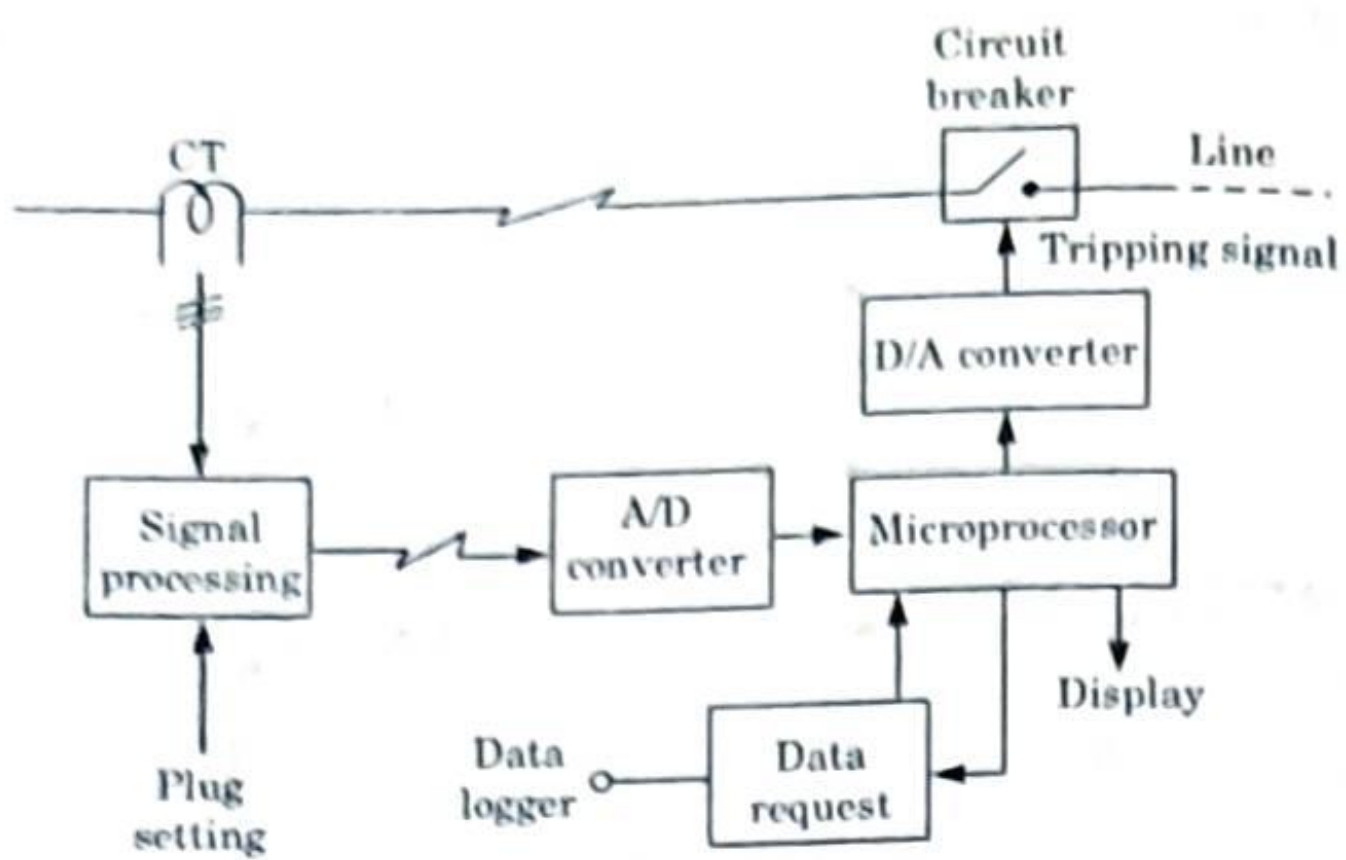 Circuit
breaker
CT
Line
Tripping signal
D/A converter
Signal
processing
A/D
converter
Microprocessor
Display
Data
logger
Data
request
Plug
setting